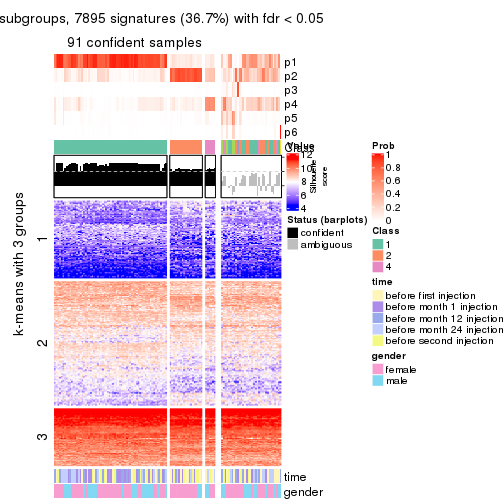 subgroups, 7895 signatures (36.7%) with fdr < 0.05
91 confident samples
p1
p2
p3
p4
p5
p6
Class
Silhouette
score
k-means with 3 groups
1
2
3
time
gender
Value
12
10
8
6
4
Status (barplots)
confident
ambiguous
Prob
1
0.8
0.6
0.4
0.2
0
Class
1
2
4
time
before first injection
before month 1 injection
before month 12 injection
before month 24 injection
before second injection
gender
female
male